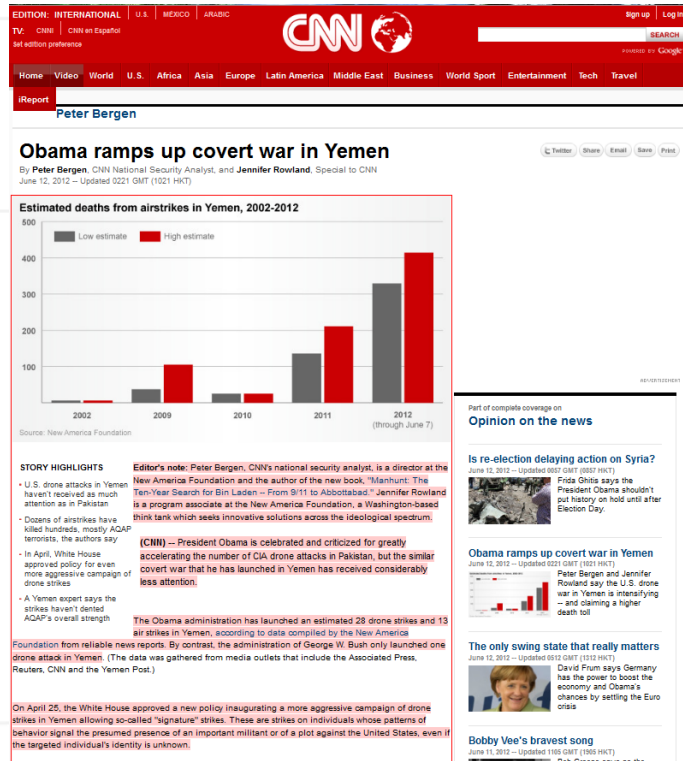 EDITION: INTERNATIONAL U.S. MÉXICO ARABIC
TV: CNNI CNN en Español
Set edition preference
CNN
Sign up Log in
SEARCH
POWERED BY Google
Home Video World U.S. Africa Asia Europe Latin America Middle East Business World Sport Entertainment Tech Travel
iReport
Peter Bergen
Obama ramps up covert war in Yemen
By Peter Bergen, CNN National Security Analyst, and Jennifer Rowland, Special to CNN
June 12, 2012 -- Updated 0221 GMT (1021 HKT)
Twitter Share Email Save Print
Estimated deaths from airstrikes in Yemen, 2002-2012
500
Low estimate High estimate
400
300
200
100
2002 2009 2010 2011 2012
(through June 7)
Source: New America Foundation
STORY HIGHLIGHTS
• U.S. drone attacks in Yemen
haven't received as much
attention as in Pakistan
• Dozens of airstrikes have
killed hundreds, mostly AQAP
terrorists, the authors say
• In April, White House
approved policy for even
more aggressive campaign of
drone strikes
• A Yemen expert says the
strikes haven't dented
AQAP's overall strength
Editor's note: Peter Bergen, CNN's national security analyst, is a director at the
New America Foundation and the author of the new book, "Manhunt: The
Ten-Year Search for Bin Laden -- From 9/11 to Abbottabad." Jennifer Rowland
is a program associate at the New America Foundation, a Washington-based
think tank which seeks innovative solutions across the ideological spectrum.
(CNN) -- President Obama is celebrated and criticized for greatly
accelerating the number of CIA drone attacks in Pakistan, but the similar
covert war that he has launched in Yemen has received considerably
less attention.
The Obama administration has launched an estimated 28 drone strikes and 13
air strikes in Yemen, according to data compiled by the New America
Foundation from reliable news reports. By contrast, the administration of George W. Bush only launched one
drone attack in Yemen. (The data was gathered from media outlets that include the Associated Press,
Reuters, CNN and the Yemen Post.)
On April 25, the White House approved a new policy inaugurating a more aggressive campaign of drone
strikes in Yemen allowing so-called "signature" strikes. These are strikes on individuals whose patterns of
behavior signal the presumed presence of an important militant or of a plot against the United States, even if
the targeted individual's identity is unknown.
ADVERTISEMENT
Part of complete coverage on
Opinion on the news
Is re-election delaying action on Syria?
June 12, 2012 -- Updated 0857 GMT (0857 HKT)
Frida Ghitis says the
President Obama shouldn't
put history on hold until after
Election Day.
Obama ramps up covert war in Yemen
June 12, 2012 -- Updated 0221 GMT (1021 HKT)
Peter Bergen and Jennifer
Rowland say the U.S. drone
war in Yemen is intensifying
-- and claiming a higher
death toll
The only swing state that really matters
June 12, 2012 -- Updated 0512 GMT (1312 HKT)
David Frum says Germany
has the power to boost the
economy and Obama's
chances by settling the Euro
crisis
Bobby Vee's bravest song
June 11, 2012 -- Updated 1105 GMT (1905 HKT)